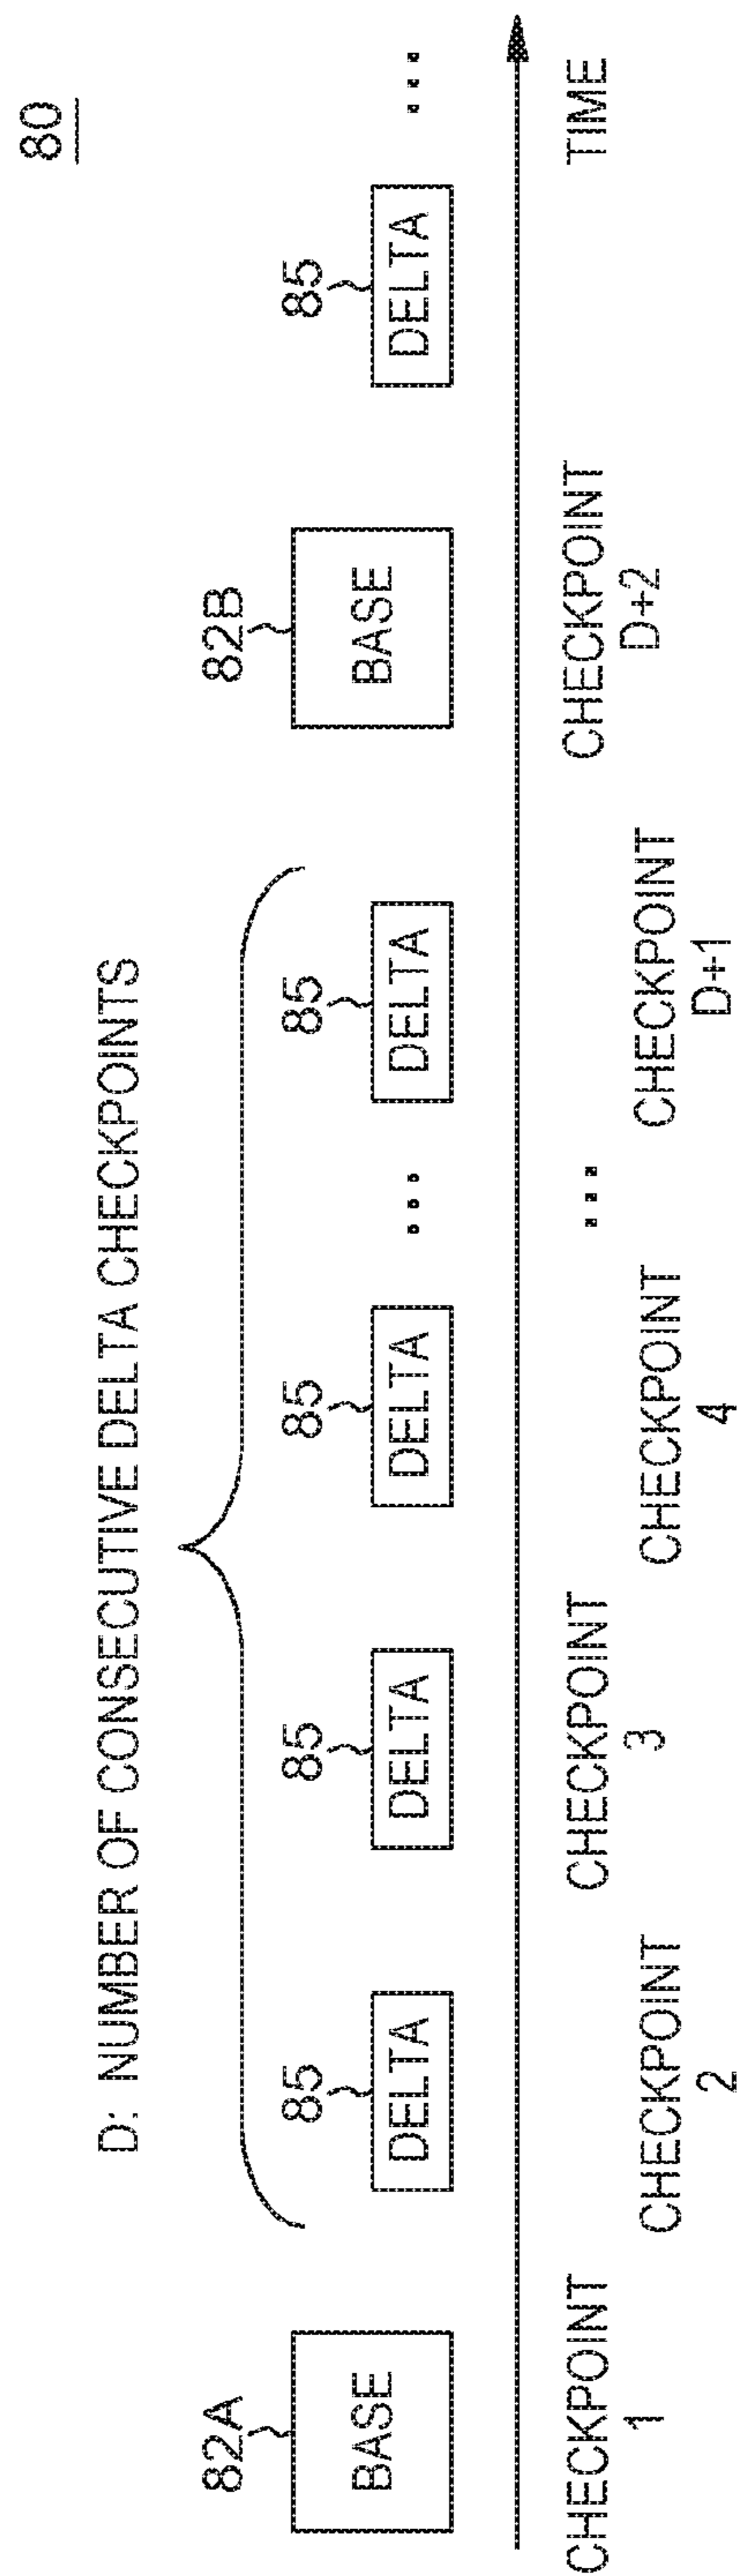 80
D: NUMBER OF CONSECUTIVE DELTA CHECKPOINTS
82A
85
85
85
85
82B
85
BASE
DELTA
DELTA
DELTA
...
DELTA
BASE
DELTA
...
TIME
CHECKPOINT
1
CHECKPOINT
2
CHECKPOINT
3
CHECKPOINT
4
...
CHECKPOINT
D+1
CHECKPOINT
D+2